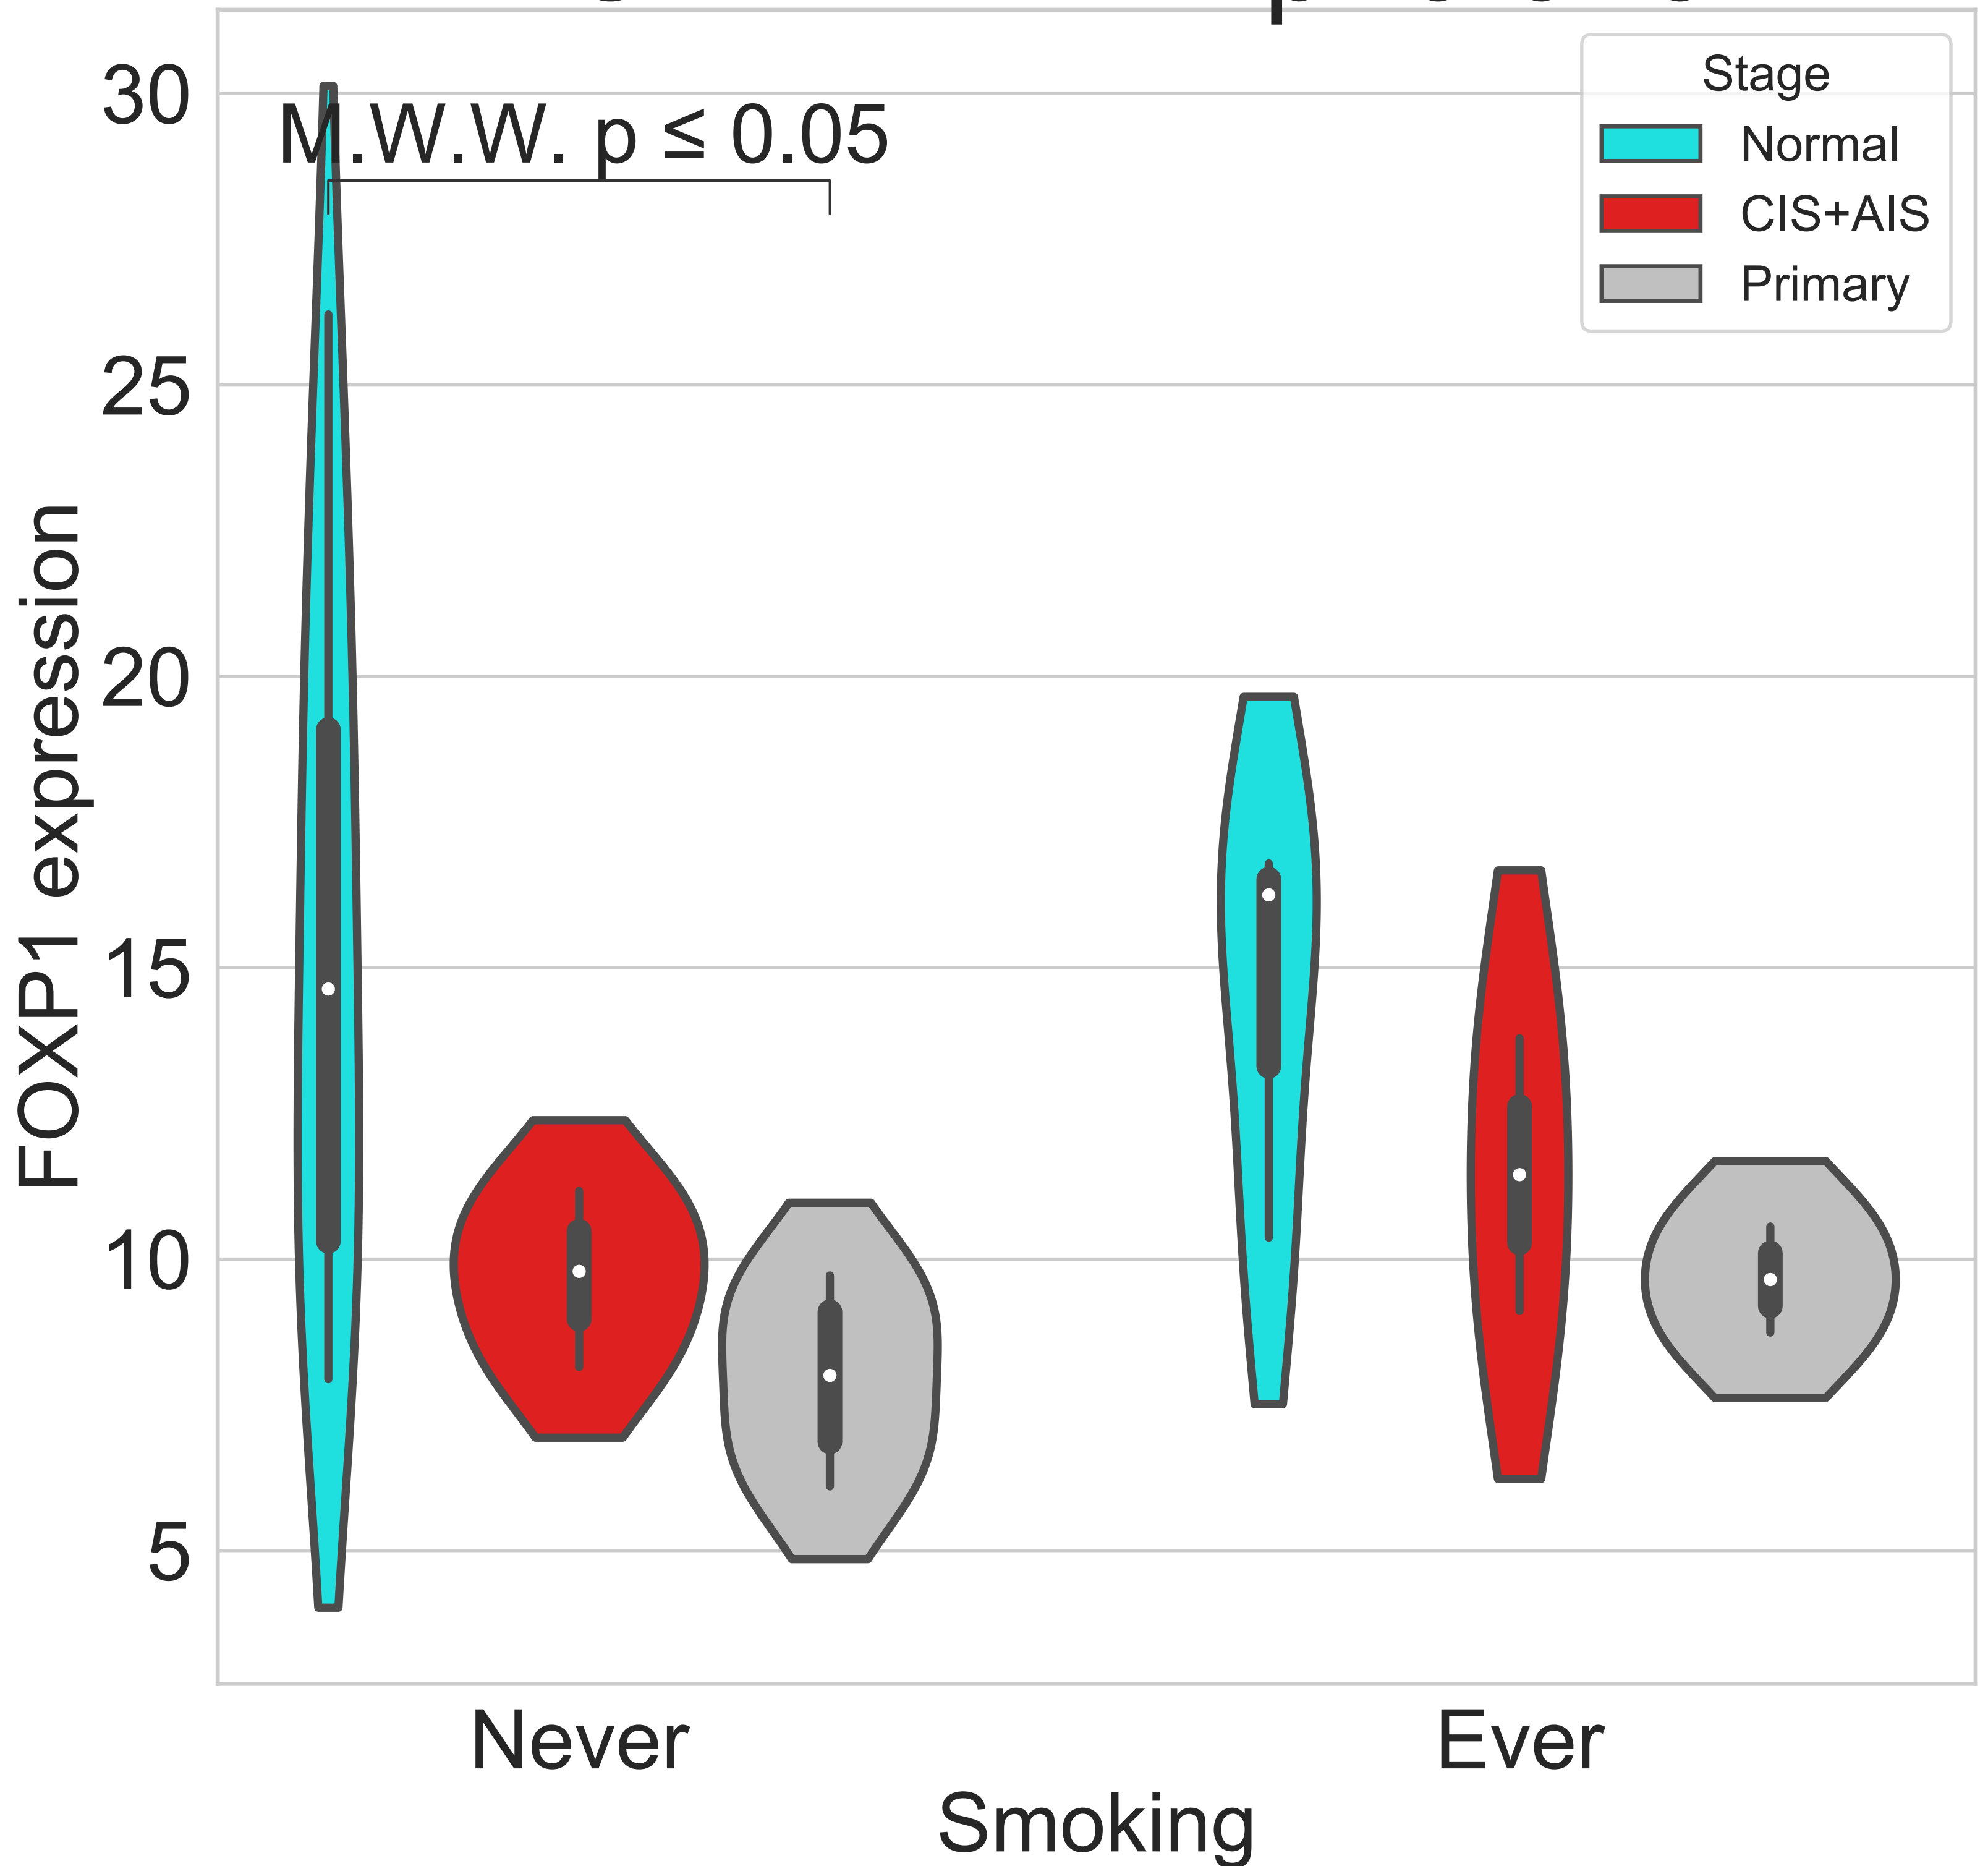 Stage
Normal
CIS+AIS
Primary
M.W.W. p ≤ 0.05
FOXP1 expression
30
25
20
15
10
5
Never
Ever
Smoking